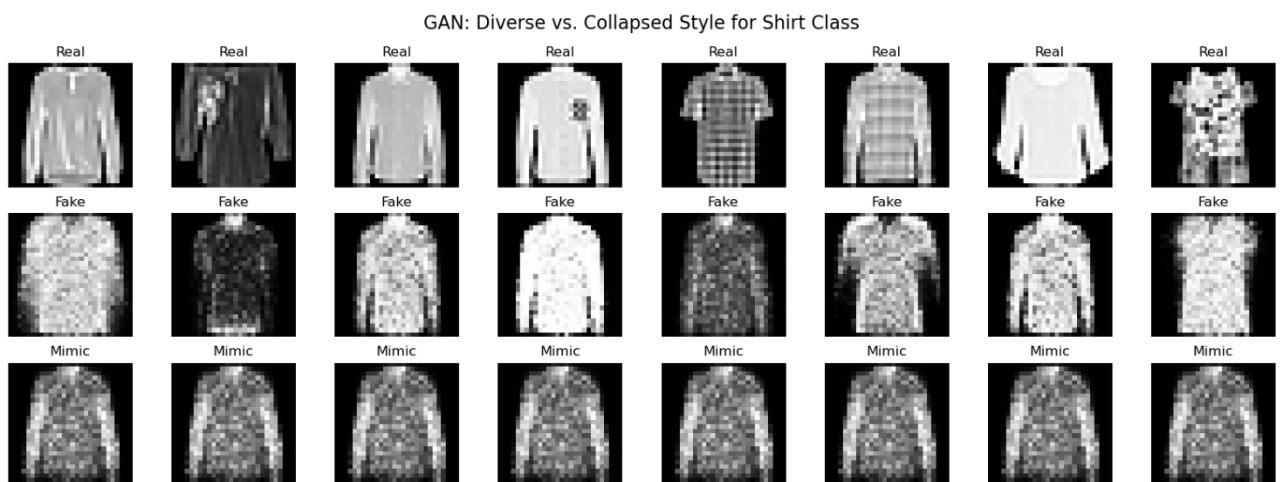 GAN: Diverse vs. Collapsed Style for Shirt Class
Real Real Real Real Real Real Real Real
Fake Fake Fake Fake Fake Fake Fake Fake
Mimic Mimic Mimic Mimic Mimic Mimic Mimic Mimic